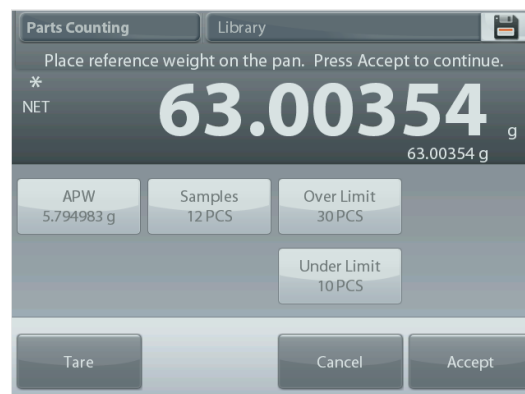 Parts Counting
Library
Place reference weight on the pan. Press Accept to continue.
*
NET
63.00354 g
63.00354 g
APW
5.794983 g
Samples
12 PCS
Over Limit
30 PCS
Under Limit
10 PCS
Tare
Cancel
Accept